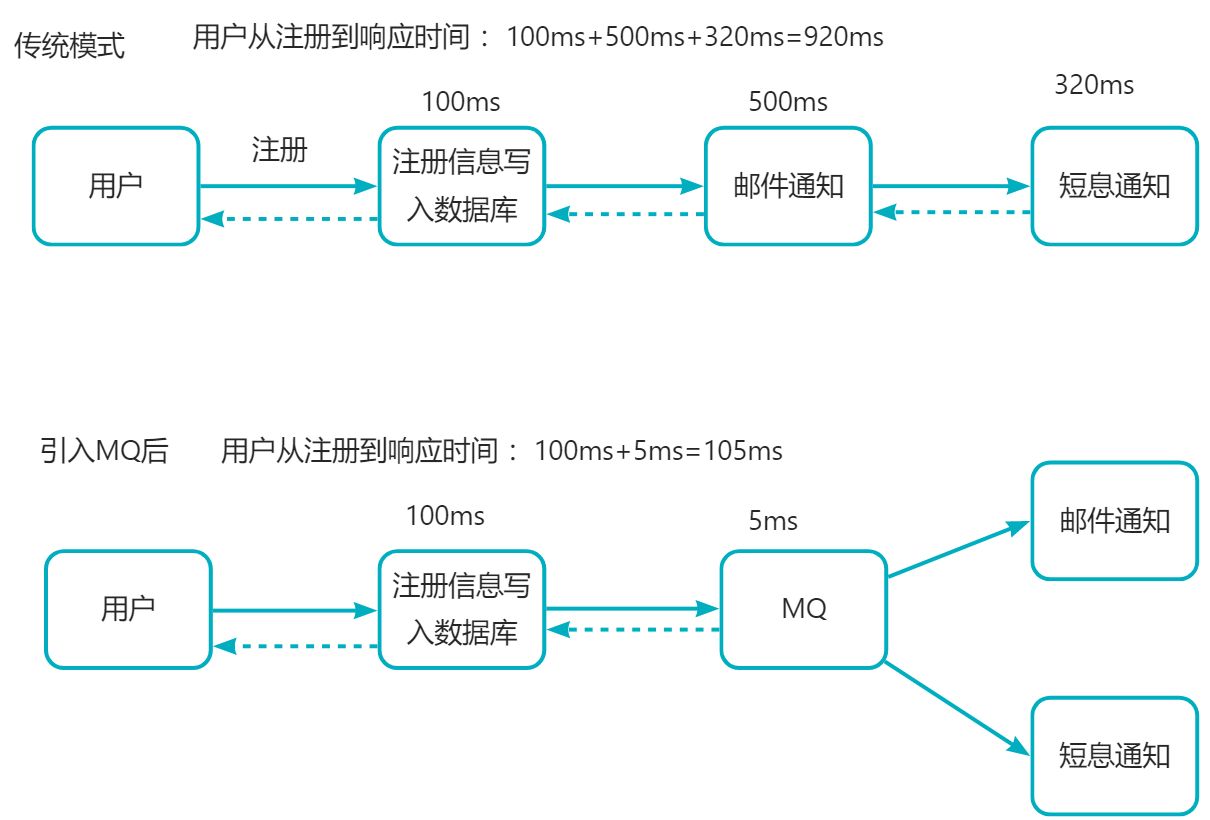 传统模式
用户从注册到响应时间： 100ms+500ms+320ms=920ms
100ms
500ms
320ms
用户
注册
注册信息写
入数据库
邮件通知
短息通知
引入MQ后
用户从注册到响应时间： 100ms+5ms=105ms
100ms
5ms
用户
注册信息写
入数据库
MQ
邮件通知
短息通知